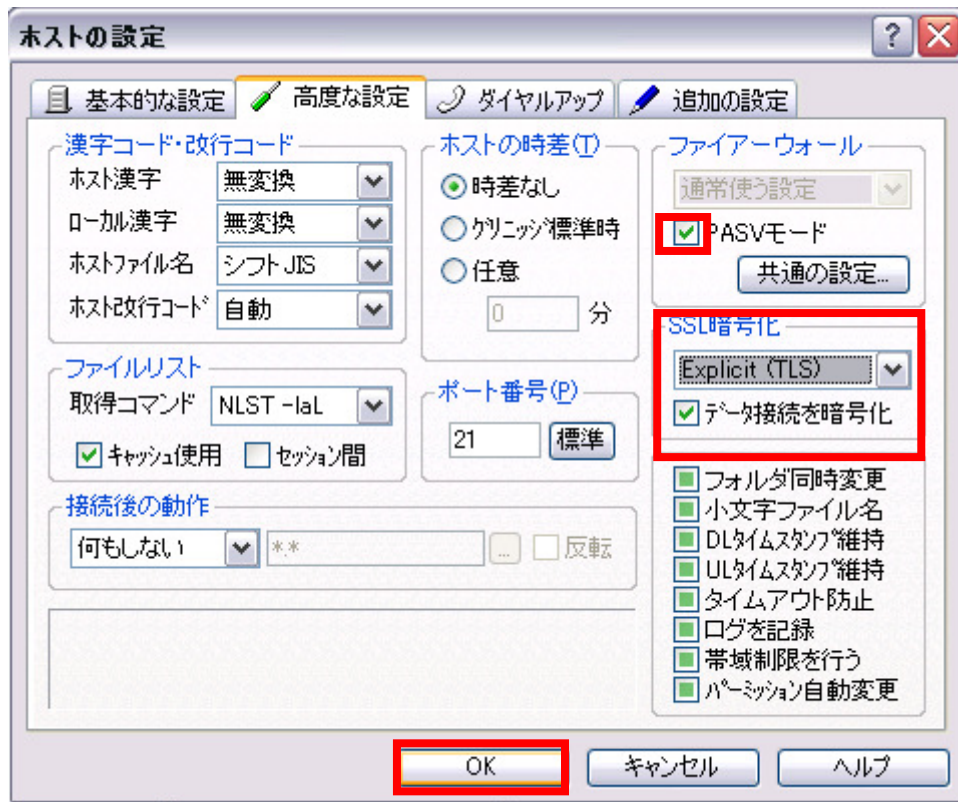 ホストの設定
基本的な設定
高度な設定
ダイヤルアップ
追加の設定
漢字コード・改行コード
ホスト漢字 無変換
ローカル漢字 無変換
ホストファイル名 シフトJIS
ホスト改行コード 自動
ファイルリスト
取得コマンド NLST -laL
キャッシュ使用 セッション間
接続後の動作
何もしない *.* ... 反転
ホストの時差(T)
時差なし
グリニッジ標準時
任意
0 分
ポート番号(P)
21 標準
ファイアーウォール
通常使う設定
PASVモード
共通の設定...
SSL暗号化
Explicit (TLS)
データ接続を暗号化
フォルダ同時変更
小文字ファイル名
DLタイムスタンプ維持
ULタイムスタンプ維持
タイムアウト防止
ログを記録
帯域制限を行う
パーミッション自動変更
OK キャンセル ヘルプ